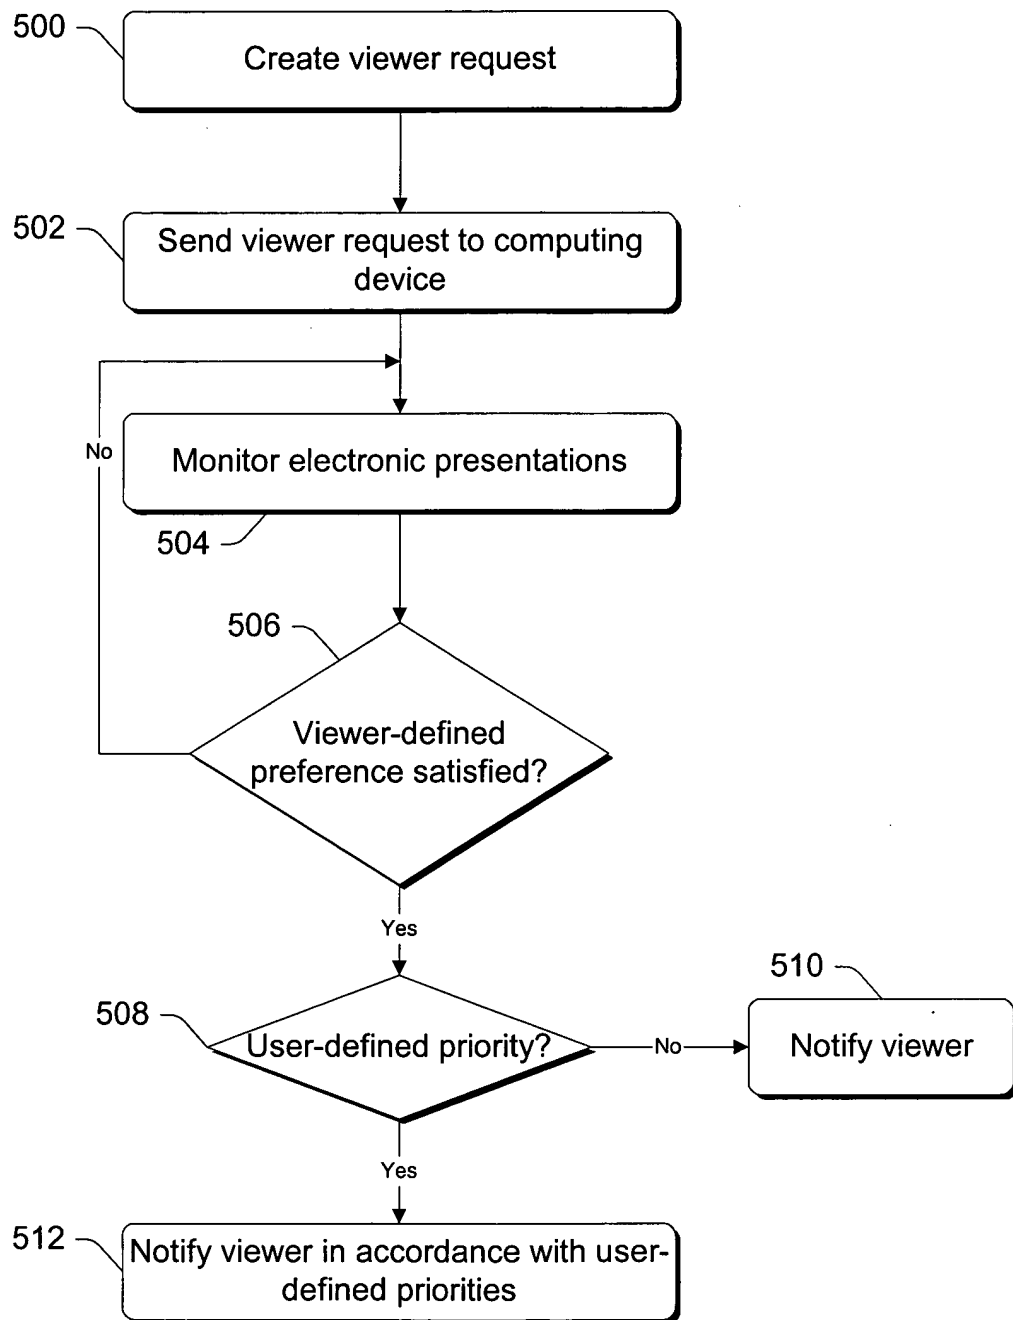 500
Create viewer request
502
Send viewer request to computing
device
No
Monitor electronic presentations
504
506
Viewer-defined
preference satisfied?
Yes
510
508
User-defined priority?
No
Notify viewer
Yes
512
Notify viewer in accordance with user-
defined priorities